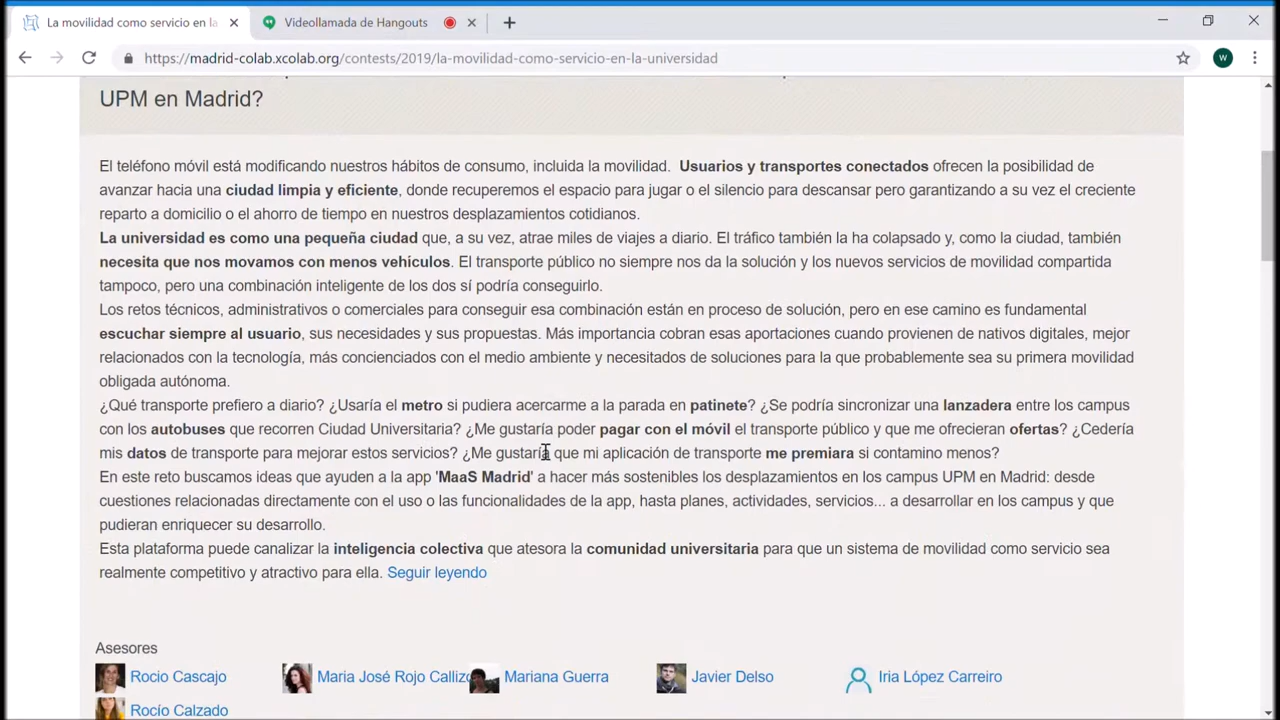 La movilidad como servicio en la
Videollamada de Hangouts
https://madrid-colab.xcolab.org/contests/2019/la-movilidad-como-servicio-en-la-universidad
W
UPM en Madrid?
El teléfono móvil está modificando nuestros hábitos de consumo, incluida la movilidad. Usuarios y transportes conectados ofrecen la posibilidad de
avanzar hacia una ciudad limpia y eficiente, donde recuperemos el espacio para jugar o el silencio para descansar pero garantizando a su vez el creciente
reparto a domicilio o el ahorro de tiempo en nuestros desplazamientos cotidianos.
La universidad es como una pequeña ciudad que, a su vez, atrae miles de viajes a diario. El tráfico también la ha colapsado y, como la ciudad, también
necesita que nos movamos con menos vehículos. El transporte público no siempre nos da la solución y los nuevos servicios de movilidad compartida
tampoco, pero una combinación inteligente de los dos sí podría conseguirlo.
Los retos técnicos, administrativos o comerciales para conseguir esa combinación están en proceso de solución, pero en ese camino es fundamental
escuchar siempre al usuario, sus necesidades y sus propuestas. Más importancia cobran esas aportaciones cuando provienen de nativos digitales, mejor
relacionados con la tecnología, más concienciados con el medio ambiente y necesitados de soluciones para la que probablemente sea su primera movilidad
obligada autónoma.
¿Qué transporte prefiero a diario? ¿Usaría el metro si pudiera acercarme a la parada en patinete? ¿Se podría sincronizar una lanzadera entre los campus
con los autobuses que recorren Ciudad Universitaria? ¿Me gustaría poder pagar con el móvil el transporte público y que me ofrecieran ofertas? ¿Cedería
mis datos de transporte para mejorar estos servicios? ¿Me gustaría que mi aplicación de transporte me premiara si contamino menos?
En este reto buscamos ideas que ayuden a la app 'MaaS Madrid' a hacer más sostenibles los desplazamientos en los campus UPM en Madrid: desde
cuestiones relacionadas directamente con el uso o las funcionalidades de la app, hasta planes, actividades, servicios... a desarrollar en los campus y que
pudieran enriquecer su desarrollo.
Esta plataforma puede canalizar la inteligencia colectiva que atesora la comunidad universitaria para que un sistema de movilidad como servicio sea
realmente competitivo y atractivo para ella. Seguir leyendo
Asesores
Rocio Cascajo Maria José Rojo Calliz Mariana Guerra Javier Delso Iria López Carreiro
Rocío Calzado